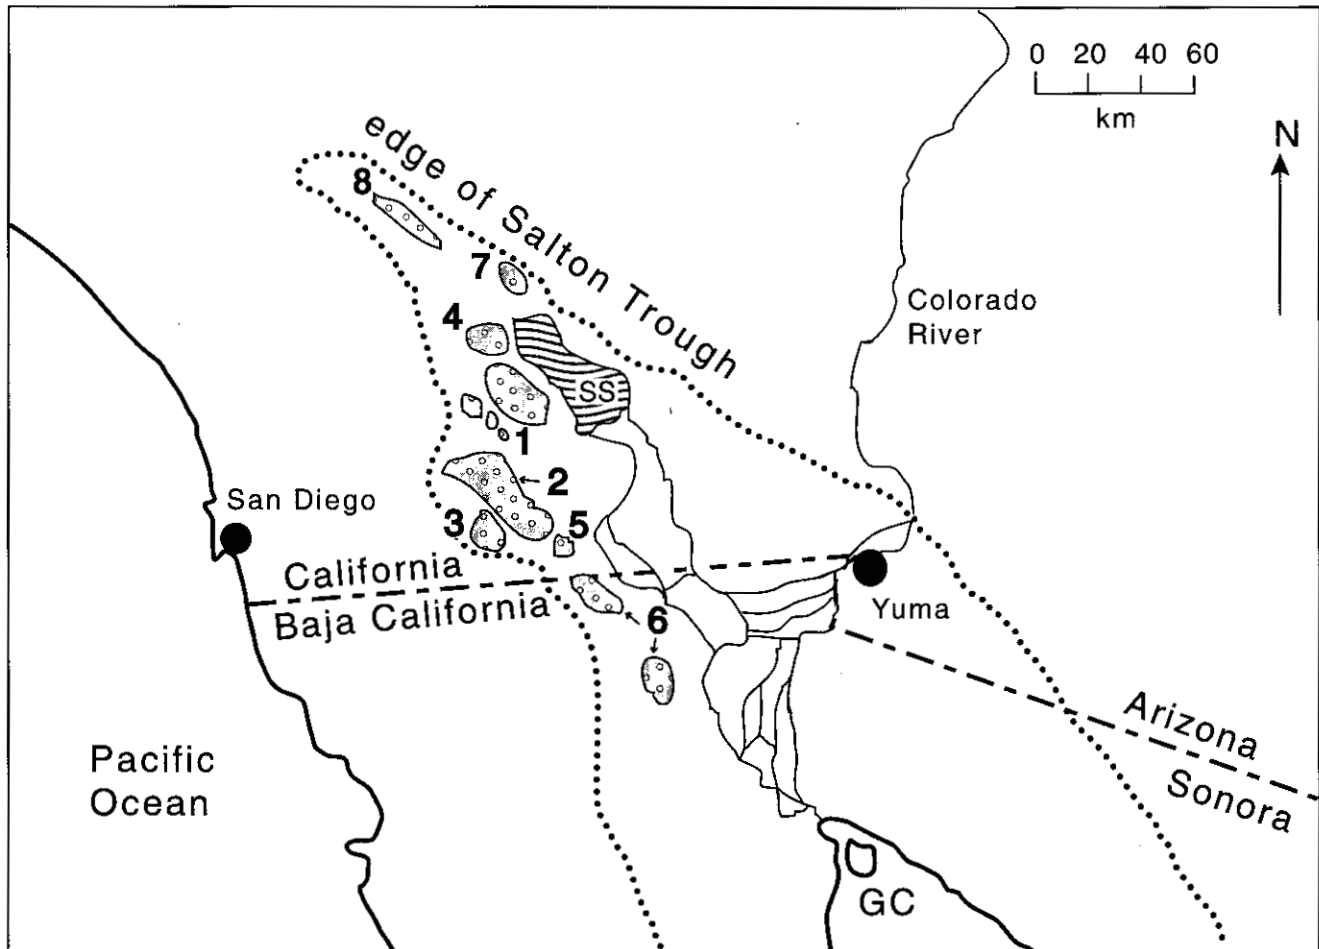 0 20 40 60
km
N
edge of Salton Trough
8
7
4
Colorado
River
SS
1
2
San Diego
3
5
California
Baja California
6
Yuma
Arizona
Sonora
Pacific
Ocean
GC